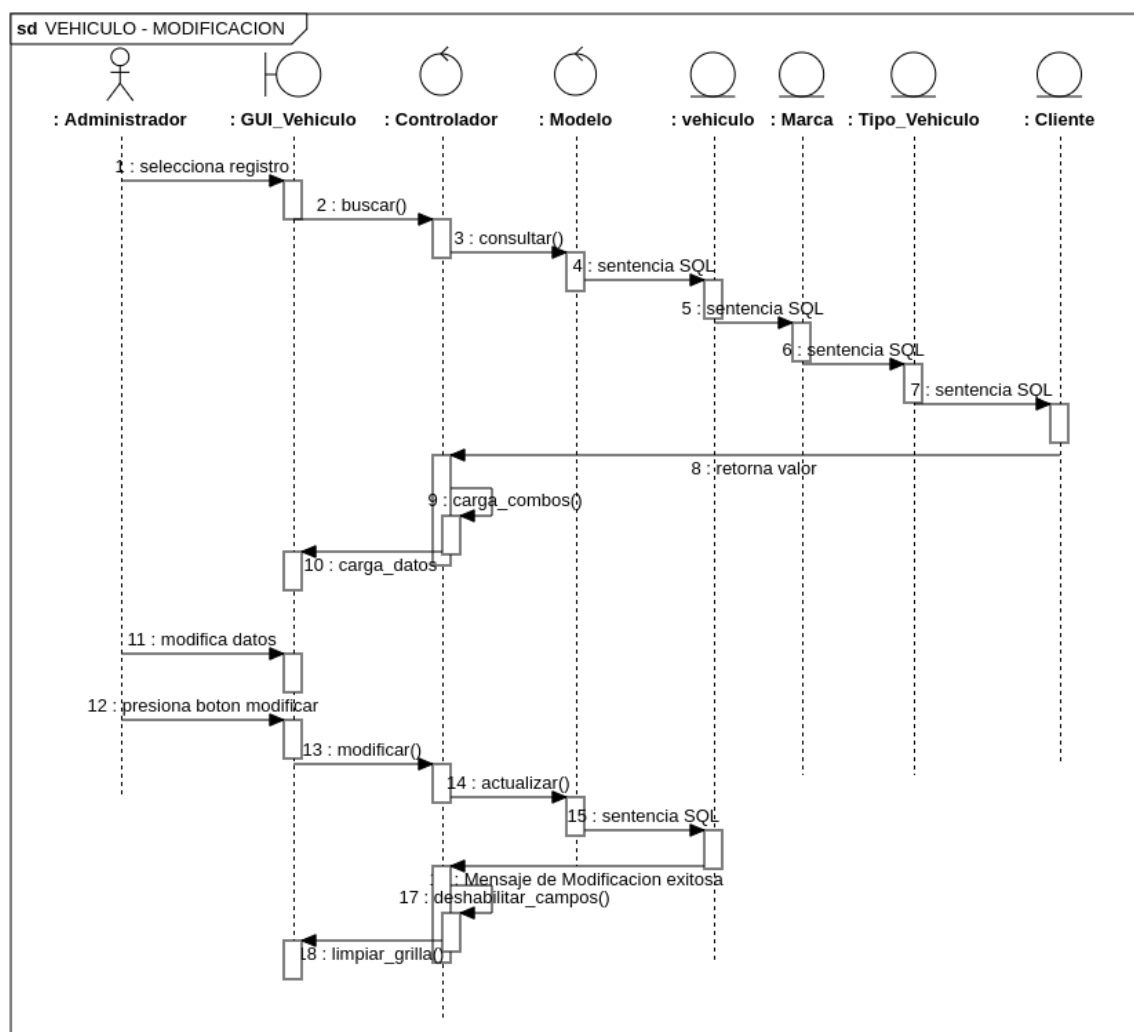 sd VEHICULO - MODIFICACION
: Administrador : GUI_Vehiculo : Controlador : Modelo : vehiculo : Marca : Tipo_Vehiculo : Cliente
1 : selecciona registro
2 : buscar()
3 : consultar()
4 : sentencia SQL
5 : sentencia SQL
6 : sentencia SQL
7 : sentencia SQL
8 : retorna valor
9 : carga_combos()
10 : carga_datos
11 : modifica datos
12 : presiona boton modificar
13 : modificar()
14 : actualizar()
15 : sentencia SQL
: Mensaje de Modificacion exitosa
17 : deshabilitar_campos()
18 : limpiar_grilla()